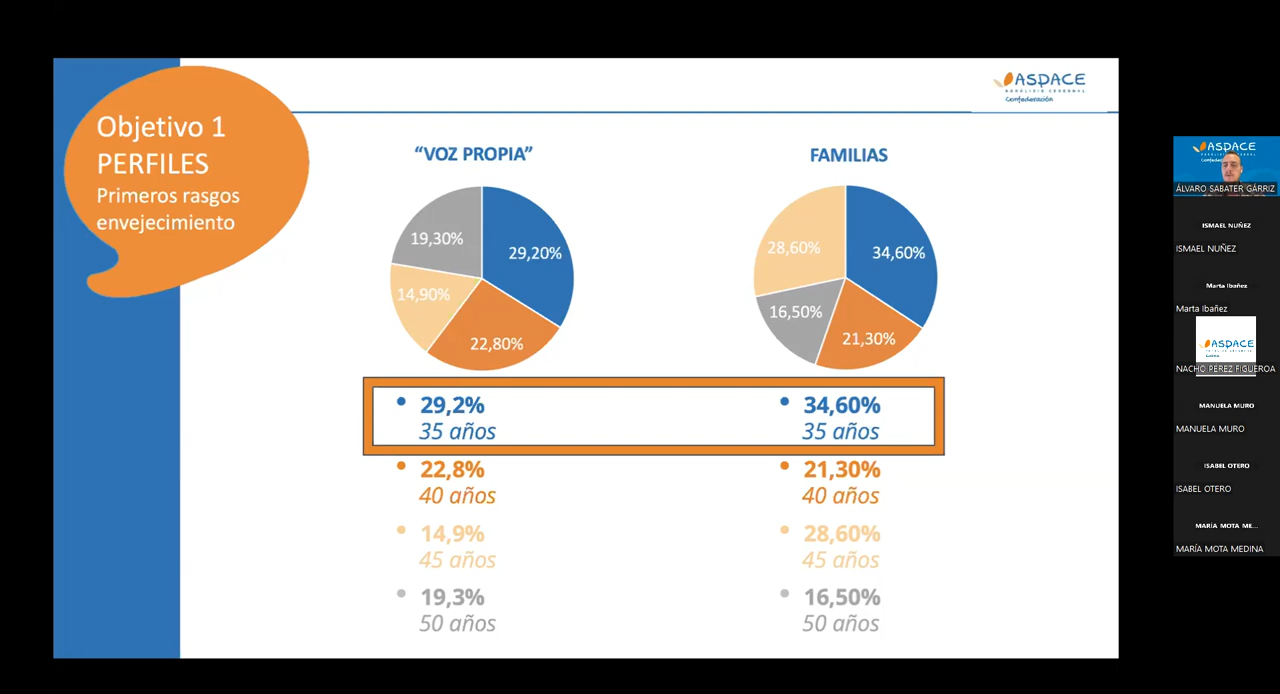 Objetivo 1
PERFILES
Primeros rasgos
envejecimiento
ASPACE
PARÁLISIS CEREBRAL
Confederación
“VOZ PROPIA”
FAMILIAS
19,30%
29,20%
14,90%
22,80%
28,60%
34,60%
16,50%
21,30%
• 29,2%
35 años
• 34,60%
35 años
• 22,8%
40 años
• 21,30%
40 años
• 14,9%
45 años
• 28,60%
45 años
• 19,3%
50 años
• 16,50%
50 años
ASPACE
ÁLVARO SABATER GÁRRIZ
ISMAEL NUÑEZ
ISMAEL NUÑEZ
Marta Ibañez
Marta Ibañez
ASPACE
NACHO PEREZ FIGUEROA
MANUELA MURO
MANUELA MURO
ISABEL OTERO
ISABEL OTERO
MARÍA MOTA ME...
MARÍA MOTA MEDINA